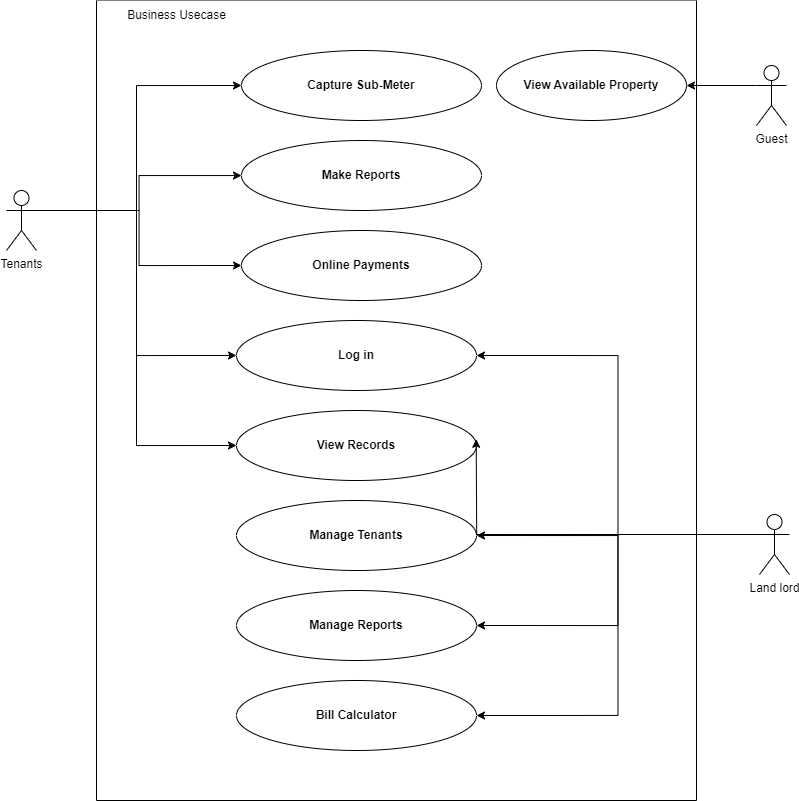 Business Usecase
Capture Sub-Meter
View Available Property
Guest
Make Reports
Tenants
Online Payments
Log in
View Records
Manage Tenants
Land lord
Manage Reports
Bill Calculator